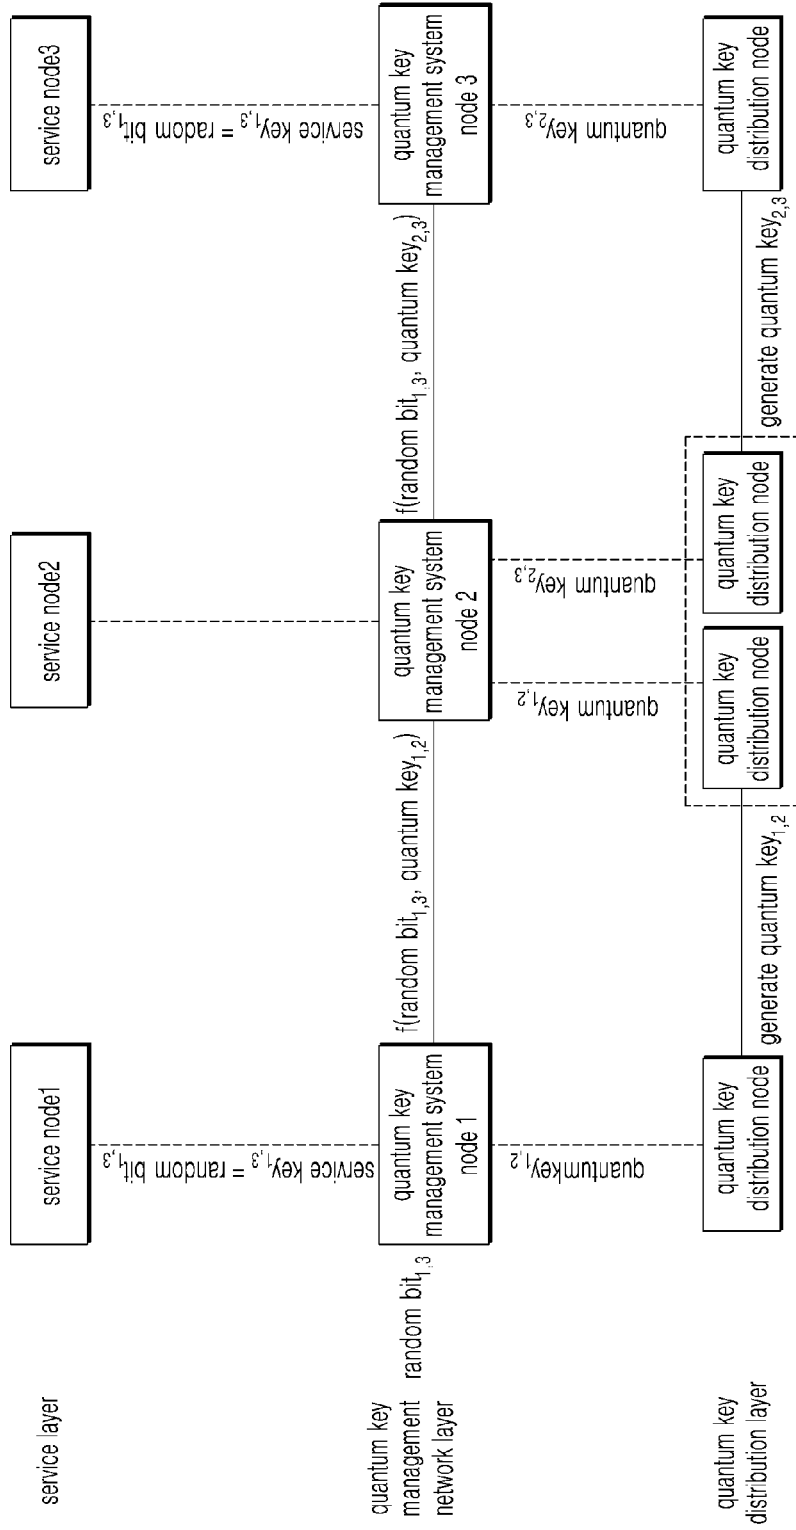 service layer
service node1
service node2
service node3
service key1,3 = random bit1,3
service key1,3 = radom bit1,3
quantum key
management
network layer
random bit1,3
quantum key
management system
node 1
f(random bit1,3, quantum key1,2)
quantum key
management system
node 2
f(random bit1,3, quantum key2,3)
quantum key
management system
node 3
quantumkey1,2
quantum key1,2
quantum key2,3
quantum key2,3
quantum key
distribution layer
quantum key
distribution node
generate quantum key1,2
quantum key
distribution node
quantum key
distribution node
generate quantum key2,3
quantum key
distribution node